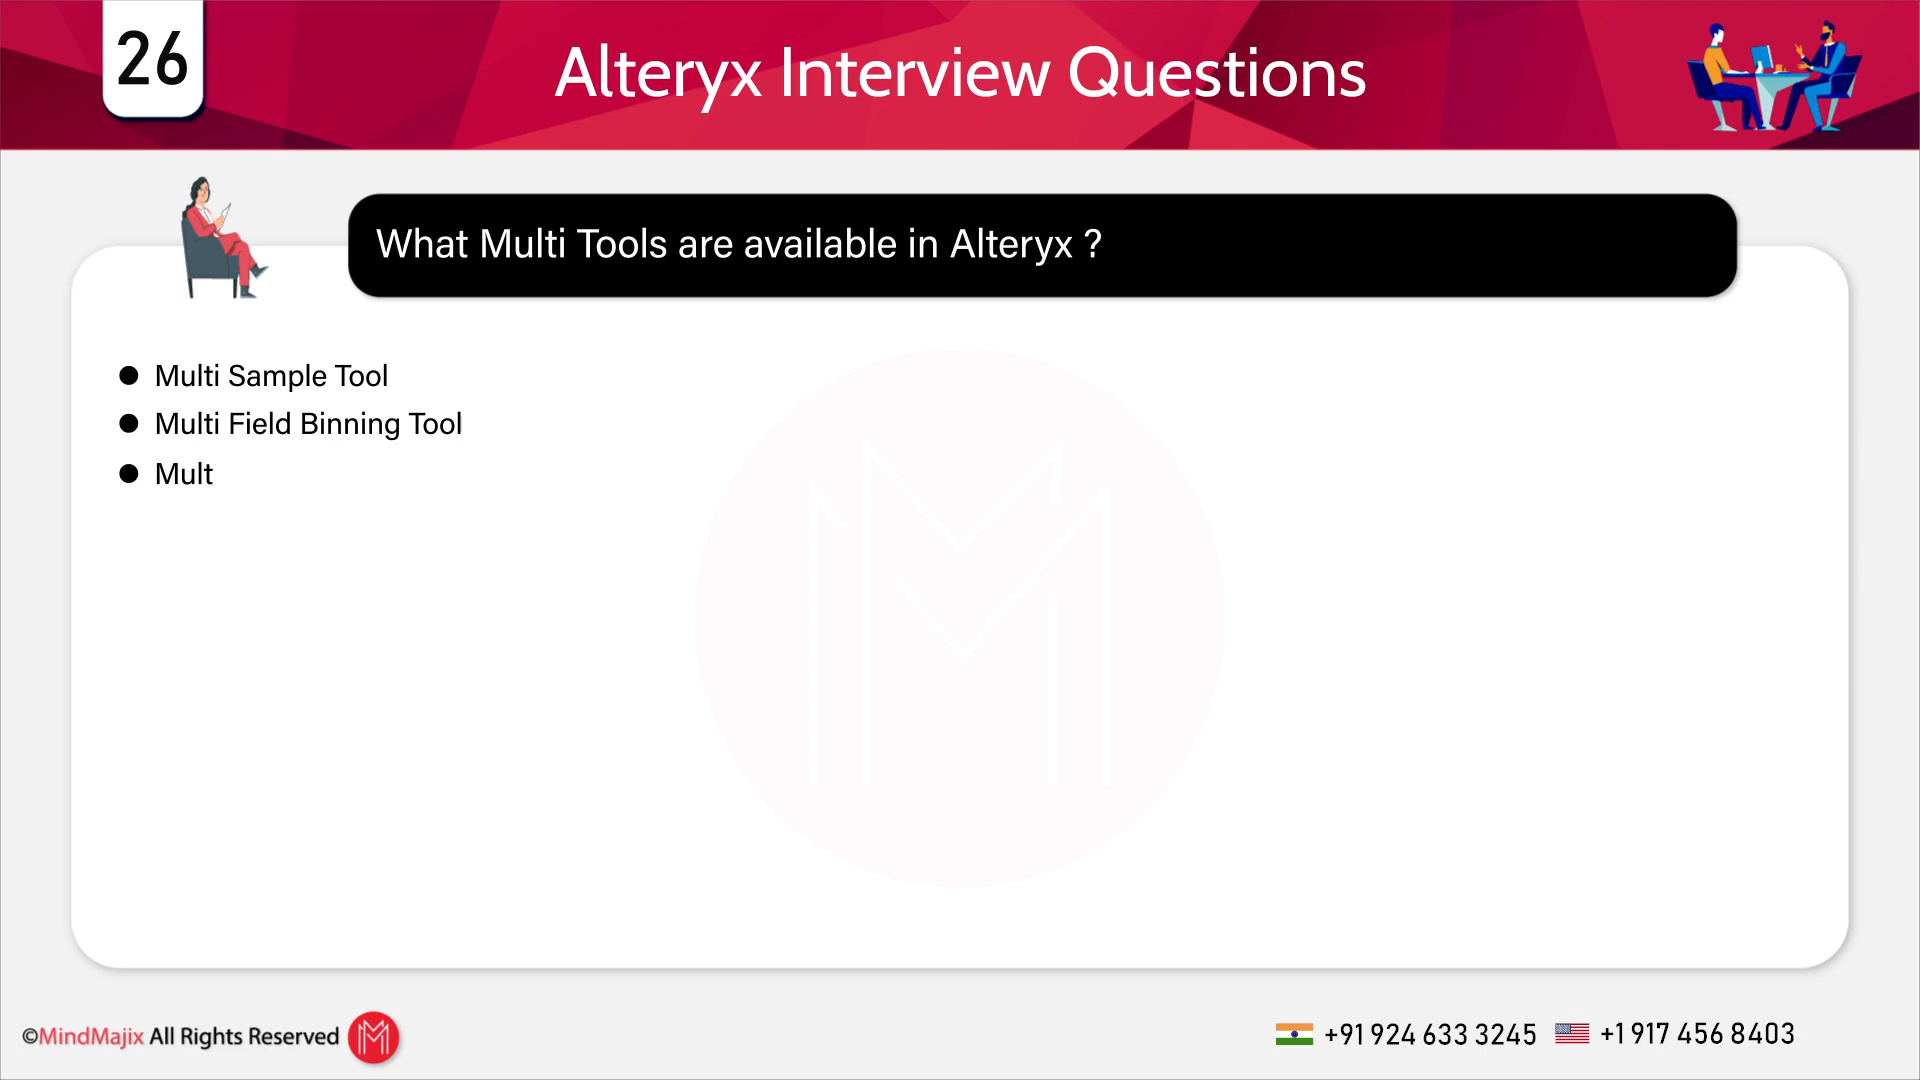 26
Alteryx Interview Questions
What Multi Tools are available in Alteryx ?
● Multi Sample Tool
● Multi Field Binning Tool
● Mult
©MindMajix All Rights Reserved
+91 924 633 3245
+1 917 456 8403